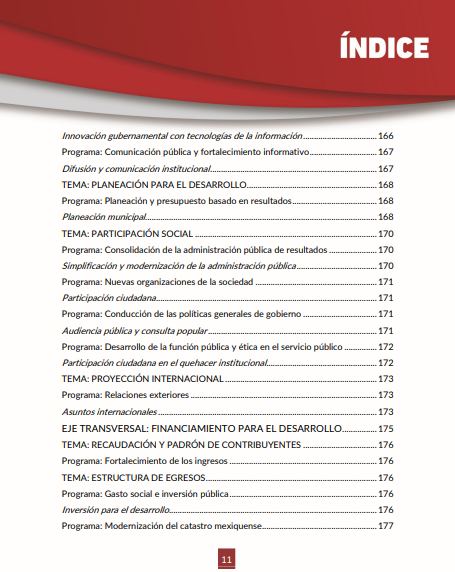 ÍNDICE
Innovación gubernamental con tecnologías de la información 166
Programa: Comunicación pública y fortalecimiento informativo 167
Difusión y comunicación institucional 167
TEMA: PLANEACIÓN PARA EL DESARROLLO 168
Programa: Planeación y presupuesto basado en resultados 168
Planeación municipal 168
TEMA: PARTICIPACIÓN SOCIAL 170
Programa: Consolidación de la administración pública de resultados 170
Simplificación y modernización de la administración pública 170
Programa: Nuevas organizaciones de la sociedad 171
Participación ciudadana 171
Programa: Conducción de las políticas generales de gobierno 171
Audiencia pública y consulta popular 171
Programa: Desarrollo de la función pública y ética en el servicio público 172
Participación ciudadana en el quehacer institucional 172
TEMA: PROYECCIÓN INTERNACIONAL 173
Programa: Relaciones exteriores 173
Asuntos internacionales 173
EJE TRANSVERSAL: FINANCIAMIENTO PARA EL DESARROLLO 175
TEMA: RECAUDACIÓN Y PADRÓN DE CONTRIBUYENTES 176
Programa: Fortalecimiento de los ingresos 176
TEMA: ESTRUCTURA DE EGRESOS 176
Programa: Gasto social e inversión pública 176
Inversión para el desarrollo 176
Programa: Modernización del catastro mexiquense 177
11